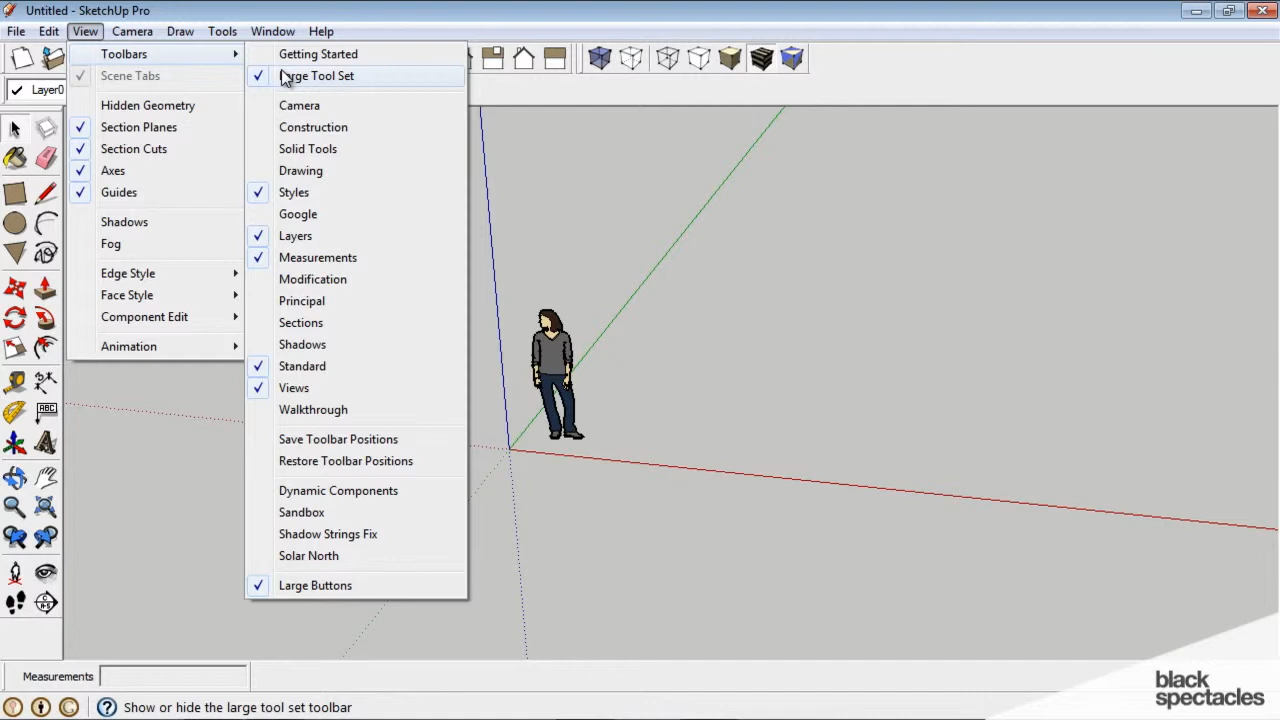 Untitled - SketchUp Pro
File Edit View Camera Draw Tools Window Help
Layer0
Toolbars
Scene Tabs
Hidden Geometry
Section Planes
Section Cuts
Axes
Guides
Shadows
Fog
Edge Style
Face Style
Component Edit
Animation
Getting Started
Large Tool Set
Camera
Construction
Solid Tools
Drawing
Styles
Google
Layers
Measurements
Modification
Principal
Sections
Shadows
Standard
Views
Walkthrough
Save Toolbar Positions
Restore Toolbar Positions
Dynamic Components
Sandbox
Shadow Strings Fix
Solar North
Large Buttons
ABC
Measurements
Show or hide the large tool set toolbar
black
spectacles